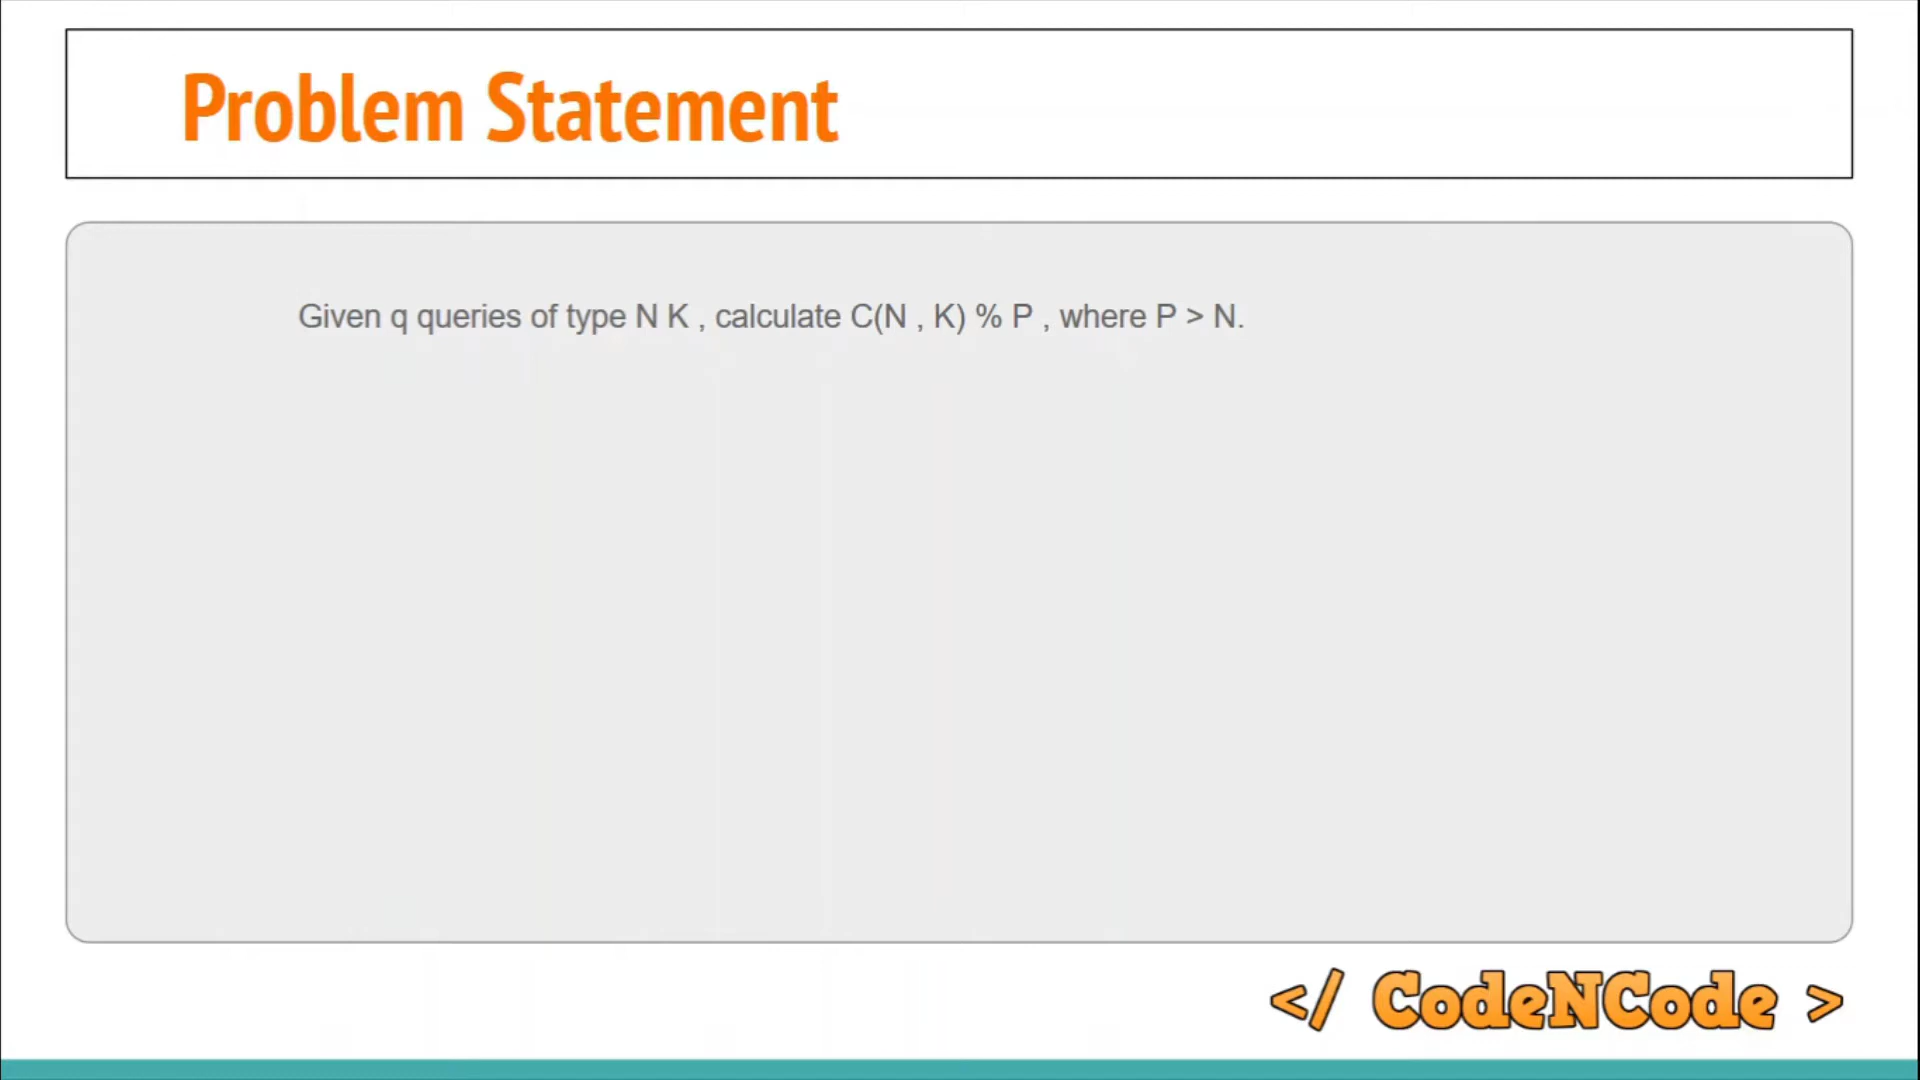 Problem Statement
Given q queries of type N K , calculate C(N , K) % P , where P > N.
</ CodeNCode >